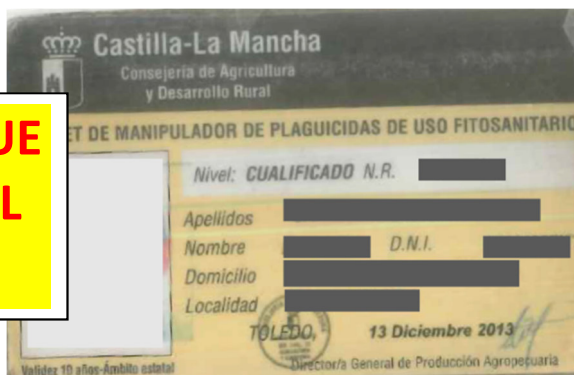 Castilla-La Mancha
Consejería de Agricultura
y Desarrollo Rural
UE
L
ET DE MANIPULADOR DE PLAGUICIDAS DE USO FITOSANITARIO
Nivel: CUALIFICADO N.R.
Apellidos
Nombre D.N.I.
Domicilio
Localidad
TOLEDO, 13 Diciembre 2013
Validez 10 años-Ámbito estatal
Director/a General de Producción Agropecuaria